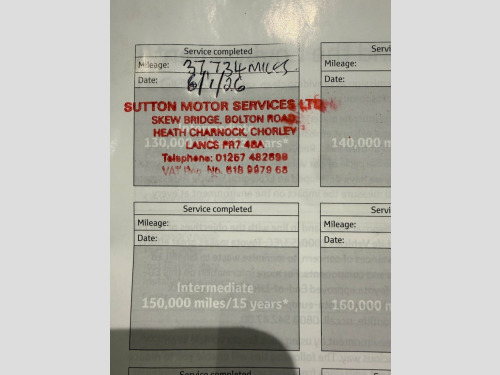 Service completed
Mileage: 37,734 MILES
Date: 6/1/26
SUTTON MOTOR SERVICES LTD
SKEW BRIDGE, BOLTON ROAD,
HEATH CHARNOCK, CHORLEY
LANCS PR7 4BA
130,000
Telephone: 01257 482898
VAT No. 618 9979 68
Servi
Mileage:
Date:
140,000 m
Service completed
Mileage:
Date:
Intermediate
150,000 miles/15 years*
Servi
Mileage:
Date:
160,000 m
Service completed
Servi